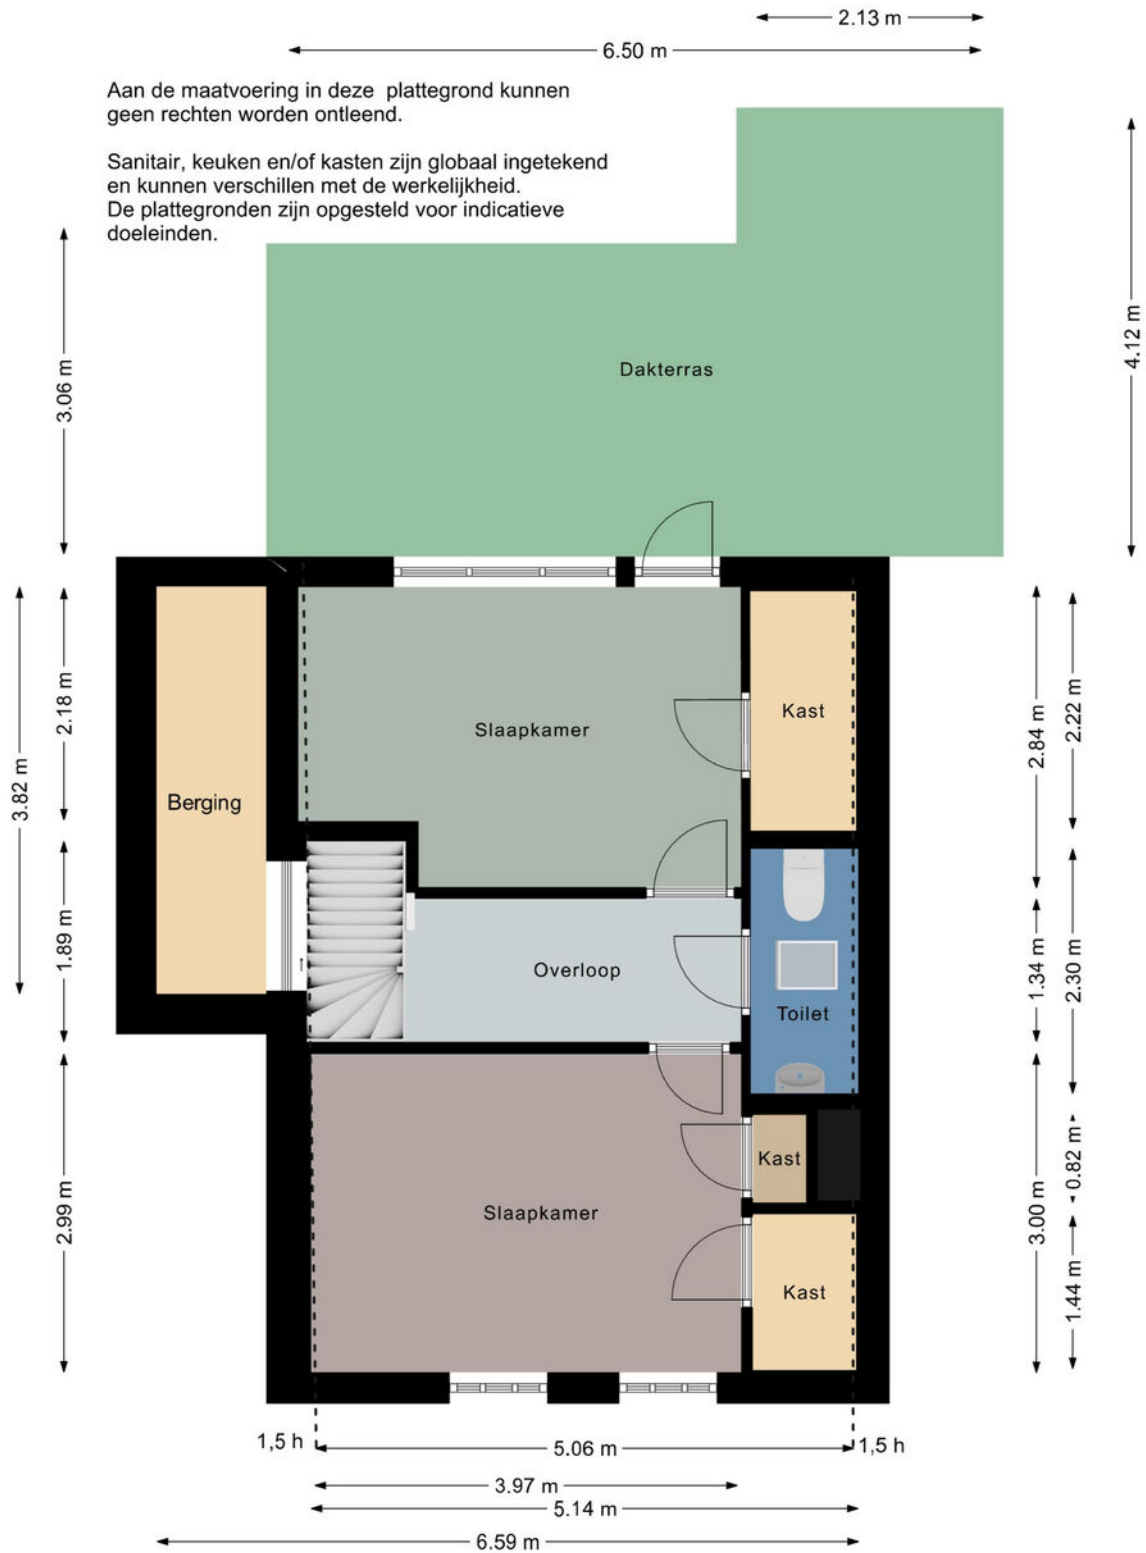 2.13 m
6.50 m
Aan de maatvoering in deze plattegrond kunnen
geen rechten worden ontleend.
Sanitair, keuken en/of kasten zijn globaal ingetekend
en kunnen verschillen met de werkelijkheid.
De plattegronden zijn opgesteld voor indicatieve
doeleinden.
4.12 m
3.06 m
Dakterras
2.18 m
3.82 m
1.89 m
2.99 m
Berging
Slaapkamer
Kast
Overloop
Toilet
Slaapkamer
Kast
Kast
2.84 m
2.22 m
1.34 m
2.30 m
0.82 m
3.00 m
1.44 m
1,5 h
5.06 m
1,5 h
3.97 m
5.14 m
6.59 m